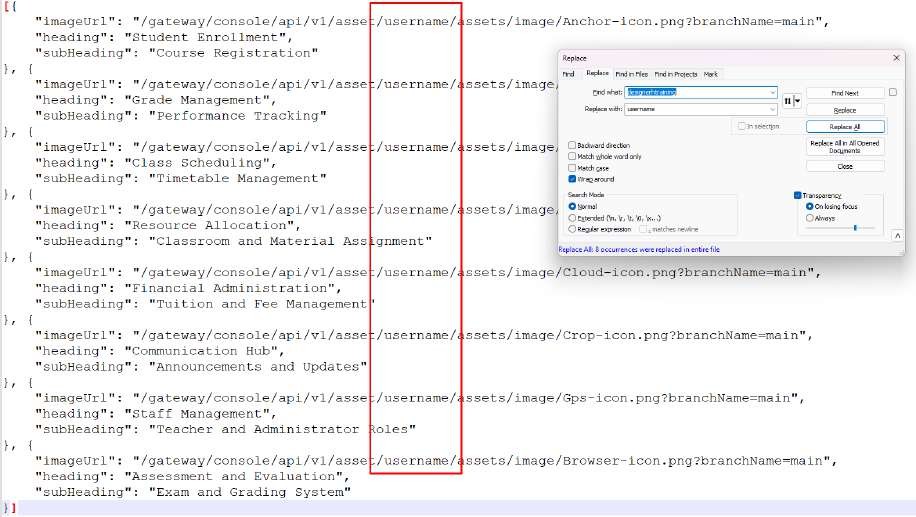 [{
"imageUrl": "/gateway/console/api/v1/asset/username/assets/image/Anchor-icon.png?branchName=main",
"heading": "Student Enrollment",
"subHeading": "Course Registration"
}, {
"imageUrl": "/gateway/console/api/v1/asset/username/assets/image/
"heading": "Grade Management",
"subHeading": "Performance Tracking"
}, {
"imageUrl": "/gateway/console/api/v1/asset/username/assets/image/
"heading": "Class Scheduling",
"subHeading": "Timetable Management"
}, {
"imageUrl": "/gateway/console/api/v1/asset/username/assets/image/
"heading": "Resource Allocation",
"subHeading": "Classroom and Material Assignment"
}, {
"imageUrl": "/gateway/console/api/v1/asset/username/assets/image/Cloud-icon.png?branchName=main",
"heading": "Financial Administration",
"subHeading": "Tuition and Fee Management"
}, {
"imageUrl": "/gateway/console/api/v1/asset/username/assets/image/Crop-icon.png?branchName=main",
"heading": "Communication Hub",
"subHeading": "Announcements and Updates"
}, {
"imageUrl": "/gateway/console/api/v1/asset/username/assets/image/Gps-icon.png?branchName=main",
"heading": "Staff Management",
"subHeading": "Teacher and Administrator Roles"
}, {
"imageUrl": "/gateway/console/api/v1/asset/username/assets/image/Browser-icon.png?branchName=main",
"heading": "Assessment and Evaluation",
"subHeading": "Exam and Grading System"
}]
Replace
Find Replace Find in Files Find in Projects Mark
Find what:
Find Next
Replace with: username
Replace
In selection
Replace All
Replace All in All Opened Documents
Close
Backward direction
Match whole word only
Match case
Wrap around
Search Mode
Normal
Extended (\n, \r, \t, \0, \x...)
Regular expression . matches newline
Transparency
On losing focus
Always
Replace All: 8 occurrences were replaced in entire file